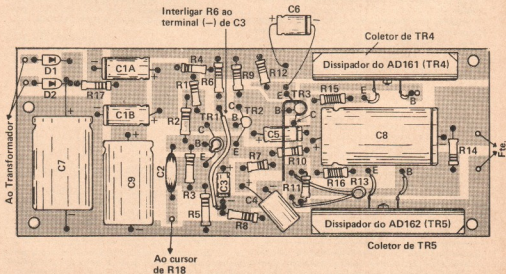 Interligar R6 ao
terminal (—) de C3
C6
Coletor de TR4
D1
D2
R17
C1A
C1B
R4
R1
R6
R9
R12
TR3
Dissipador do AD161 (TR4)
R15
E
B
C
R2
TR1
C
B
E
C
TR2
B
E
C5
C8
R14
Fte.
Ao Transformador
C7
C9
C2
R3
R7
R10
C3
C4
R11
R16
R13
E
B
R5
R8
Dissipador do AD162 (TR5)
Ao cursor
de R18
Coletor de TR5